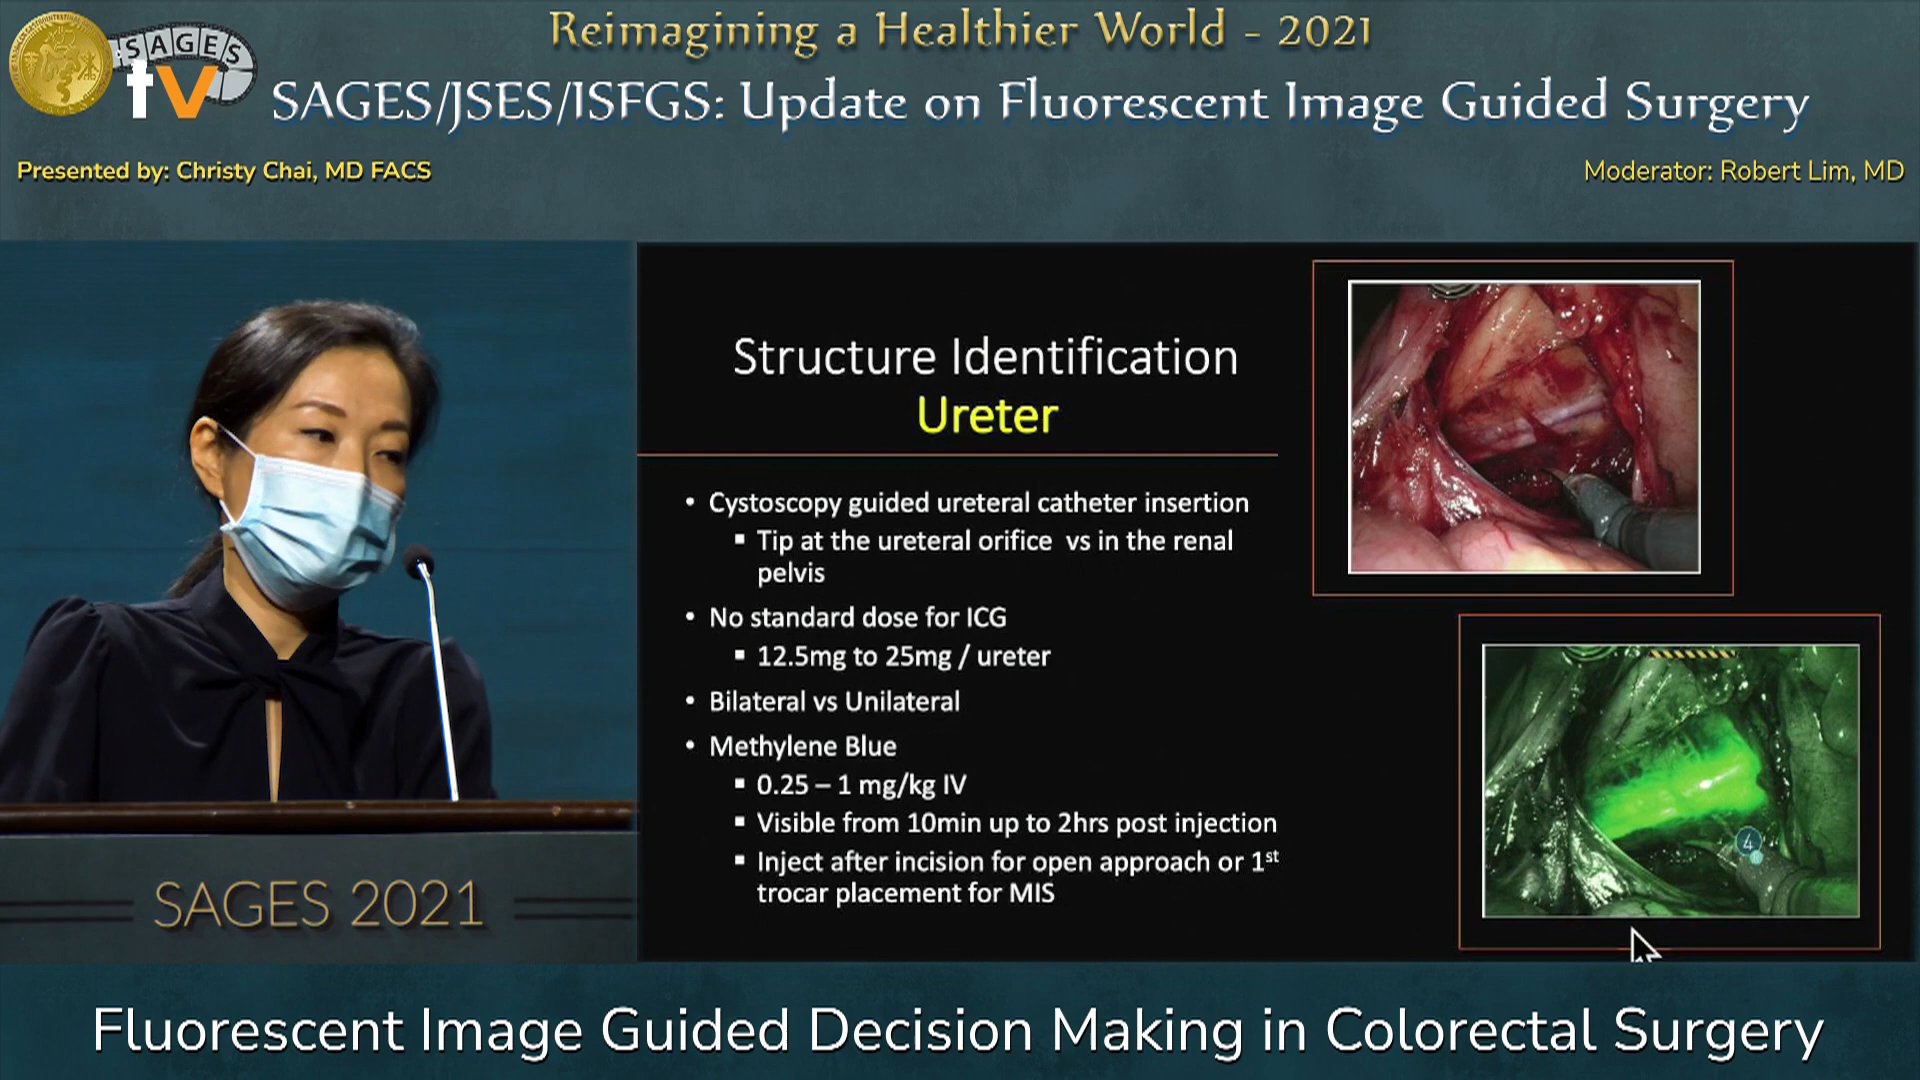 Reimagining a Healthier World - 2021
SAGES
tv
SAGES/JSES/ISFGS: Update on Fluorescent Image Guided Surgery
Presented by: Christy Chai, MD FACS
Moderator: Robert Lim, MD
Structure Identification
Ureter
• Cystoscopy guided ureteral catheter insertion
▪ Tip at the ureteral orifice vs in the renal
pelvis
• No standard dose for ICG
▪ 12.5mg to 25mg / ureter
• Bilateral vs Unilateral
• Methylene Blue
▪ 0.25 – 1 mg/kg IV
▪ Visible from 10min up to 2hrs post injection
▪ Inject after incision for open approach or 1st
trocar placement for MIS
4
SAGES 2021
Fluorescent Image Guided Decision Making in Colorectal Surgery